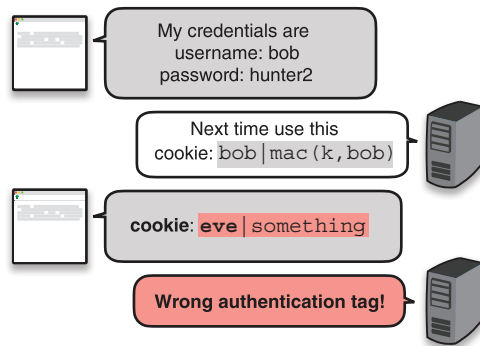 My credentials are
username: bob
password: hunter2
Next time use this
cookie: bob|mac(k,bob)
cookie: eve|something
Wrong authentication tag!